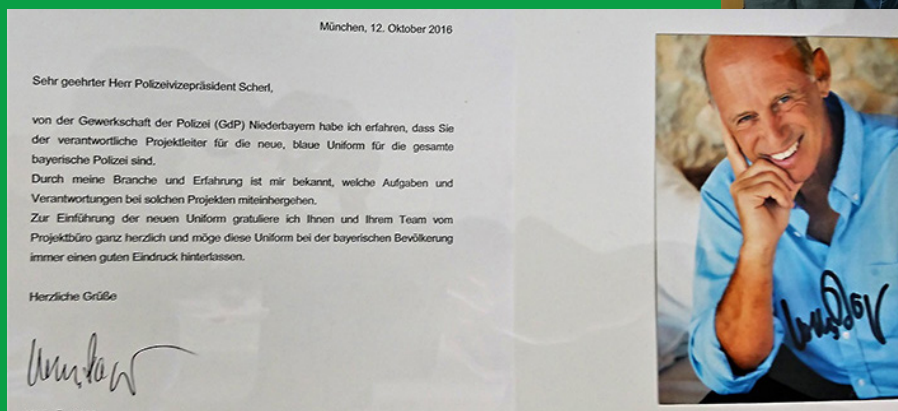 München, 12. Oktober 2016
Sehr geehrter Herr Polizeivizepräsident Scherl,
von der Gewerkschaft der Polizei (GdP) Niederbayern habe ich erfahren, dass Sie
der verantwortliche Projektleiter für die neue, blaue Uniform für die gesamte
bayerische Polizei sind.
Durch meine Branche und Erfahrung ist mir bekannt, welche Aufgaben und
Verantwortungen bei solchen Projekten miteinhergehen.
Zur Einführung der neuen Uniform gratuliere ich Ihnen und Ihrem Team vom
Projektbüro ganz herzlich und möge diese Uniform bei der bayerischen Bevölkerung
immer einen guten Eindruck hinterlassen.
Herzliche Grüße